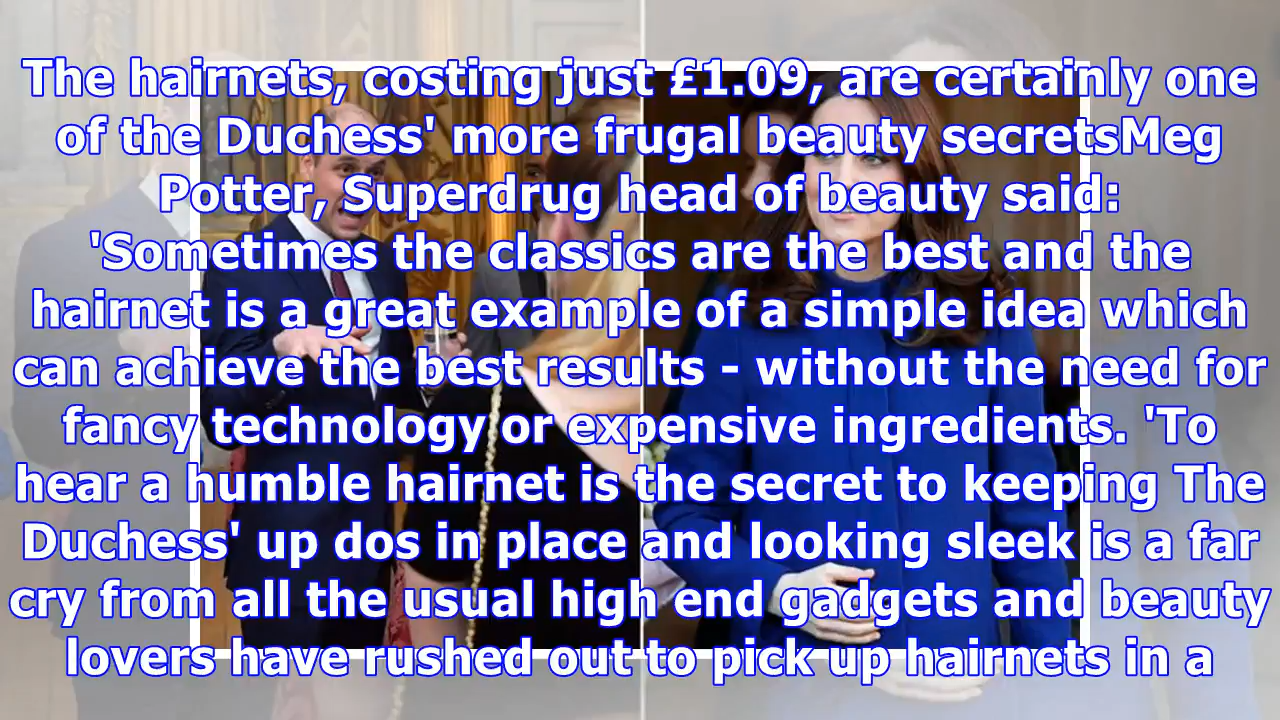 The hairnets, costing just £1.09, are certainly one
of the Duchess' more frugal beauty secretsMeg
Potter, Superdrug head of beauty said:
'Sometimes the classics are the best and the
hairnet is a great example of a simple idea which
can achieve the best results - without the need for
fancy technology or expensive ingredients. 'To
hear a humble hairnet is the secret to keeping The
Duchess' up dos in place and looking sleek is a far
cry from all the usual high end gadgets and beauty
lovers have rushed out to pick up hairnets in a